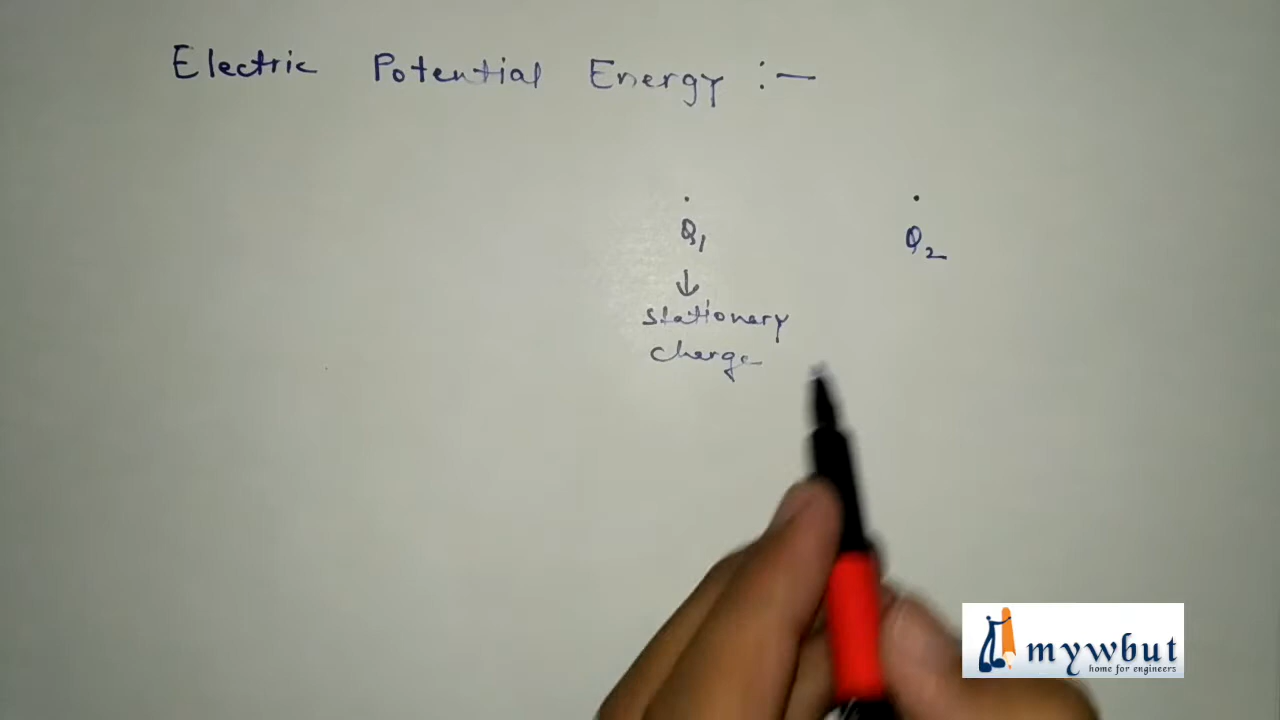 Electric Potential Energy :-
Q1 Q2
↓
Stationary
charge
mywbut
home for engineers